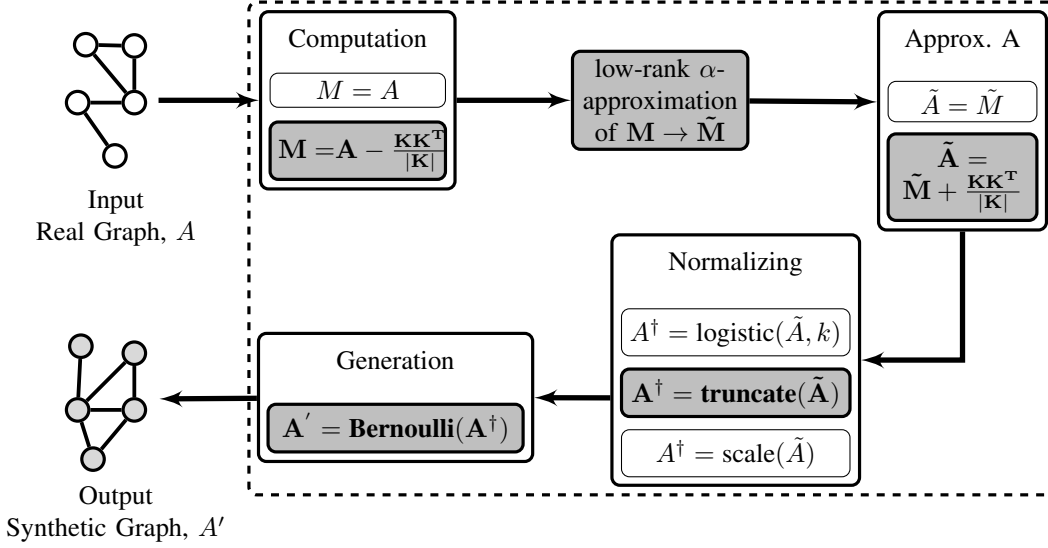 Computation
M = A
M = A − KK^T / |K|
low-rank α-
approximation
of M → M̃
Approx. A
Ã = M̃
Ã =
M̃ + KK^T / |K|
Input
Real Graph, A
Normalizing
A† = logistic(Ã, k)
A† = truncate(Ã)
A† = scale(Ã)
Generation
A′ = Bernoulli(A†)
Output
Synthetic Graph, A′